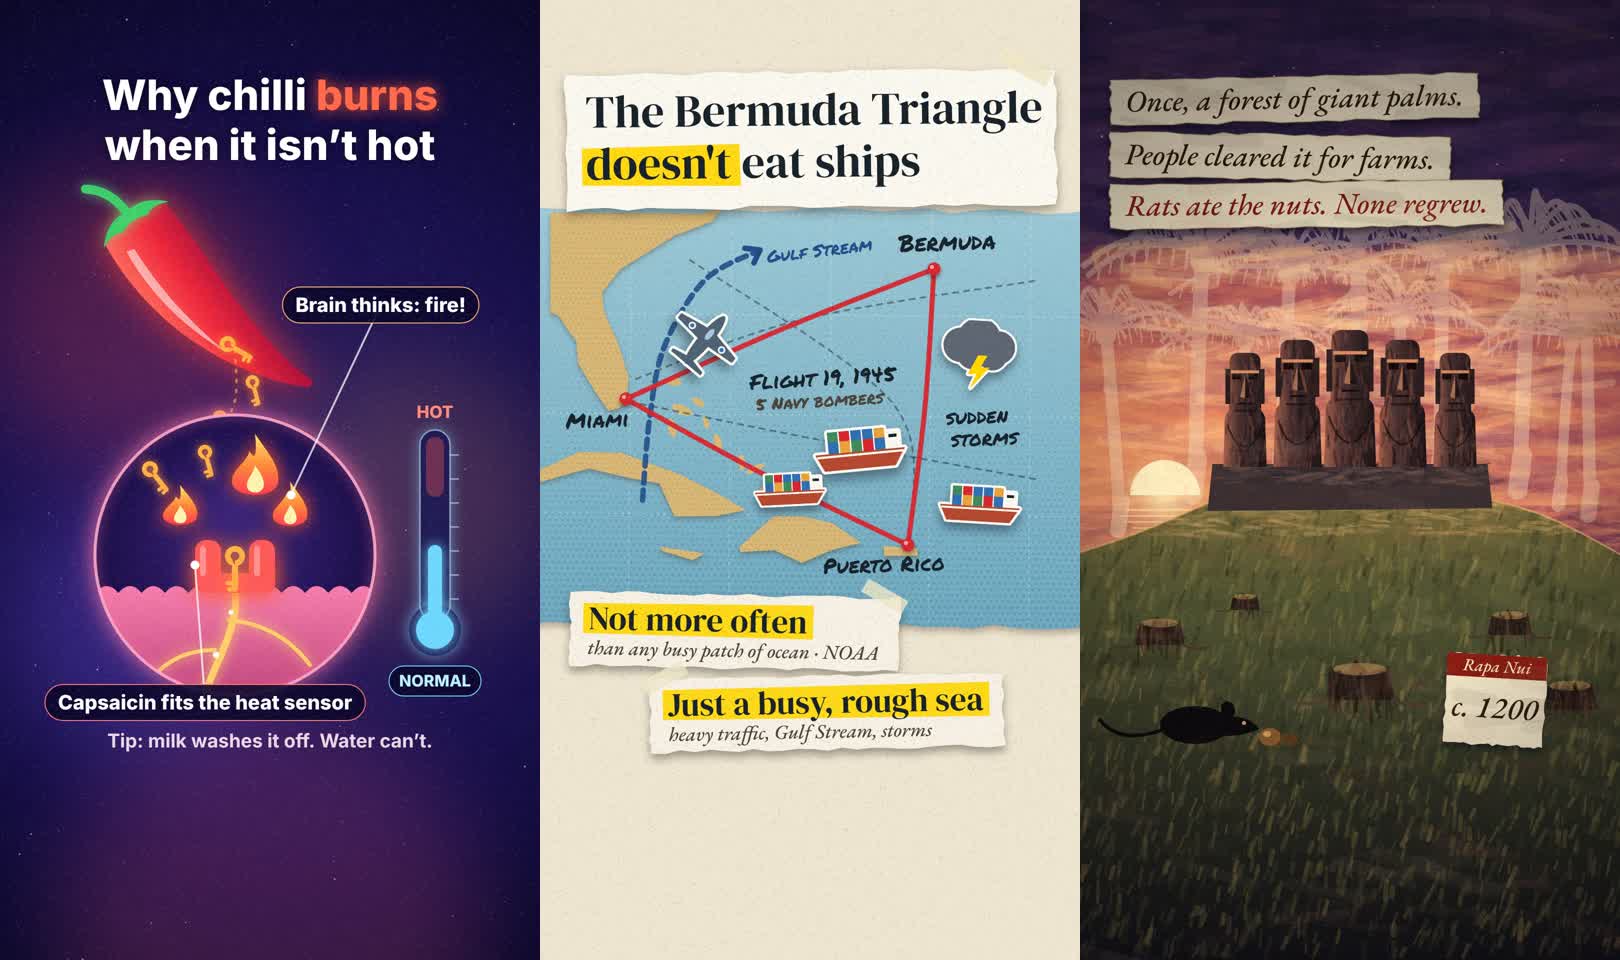 Why chilli burns
when it isn’t hot
Brain thinks: fire!
HOT
NORMAL
Capsaicin fits the heat sensor
Tip: milk washes it off. Water can’t.
The Bermuda Triangle
doesn't eat ships
Gulf Stream
Bermuda
Flight 19, 1945
5 Navy bombers
Miami
Sudden
storms
Puerto Rico
Not more often
than any busy patch of ocean · NOAA
Just a busy, rough sea
heavy traffic, Gulf Stream, storms
Once, a forest of giant palms.
People cleared it for farms.
Rats ate the nuts. None regrew.
Rapa Nui
c. 1200